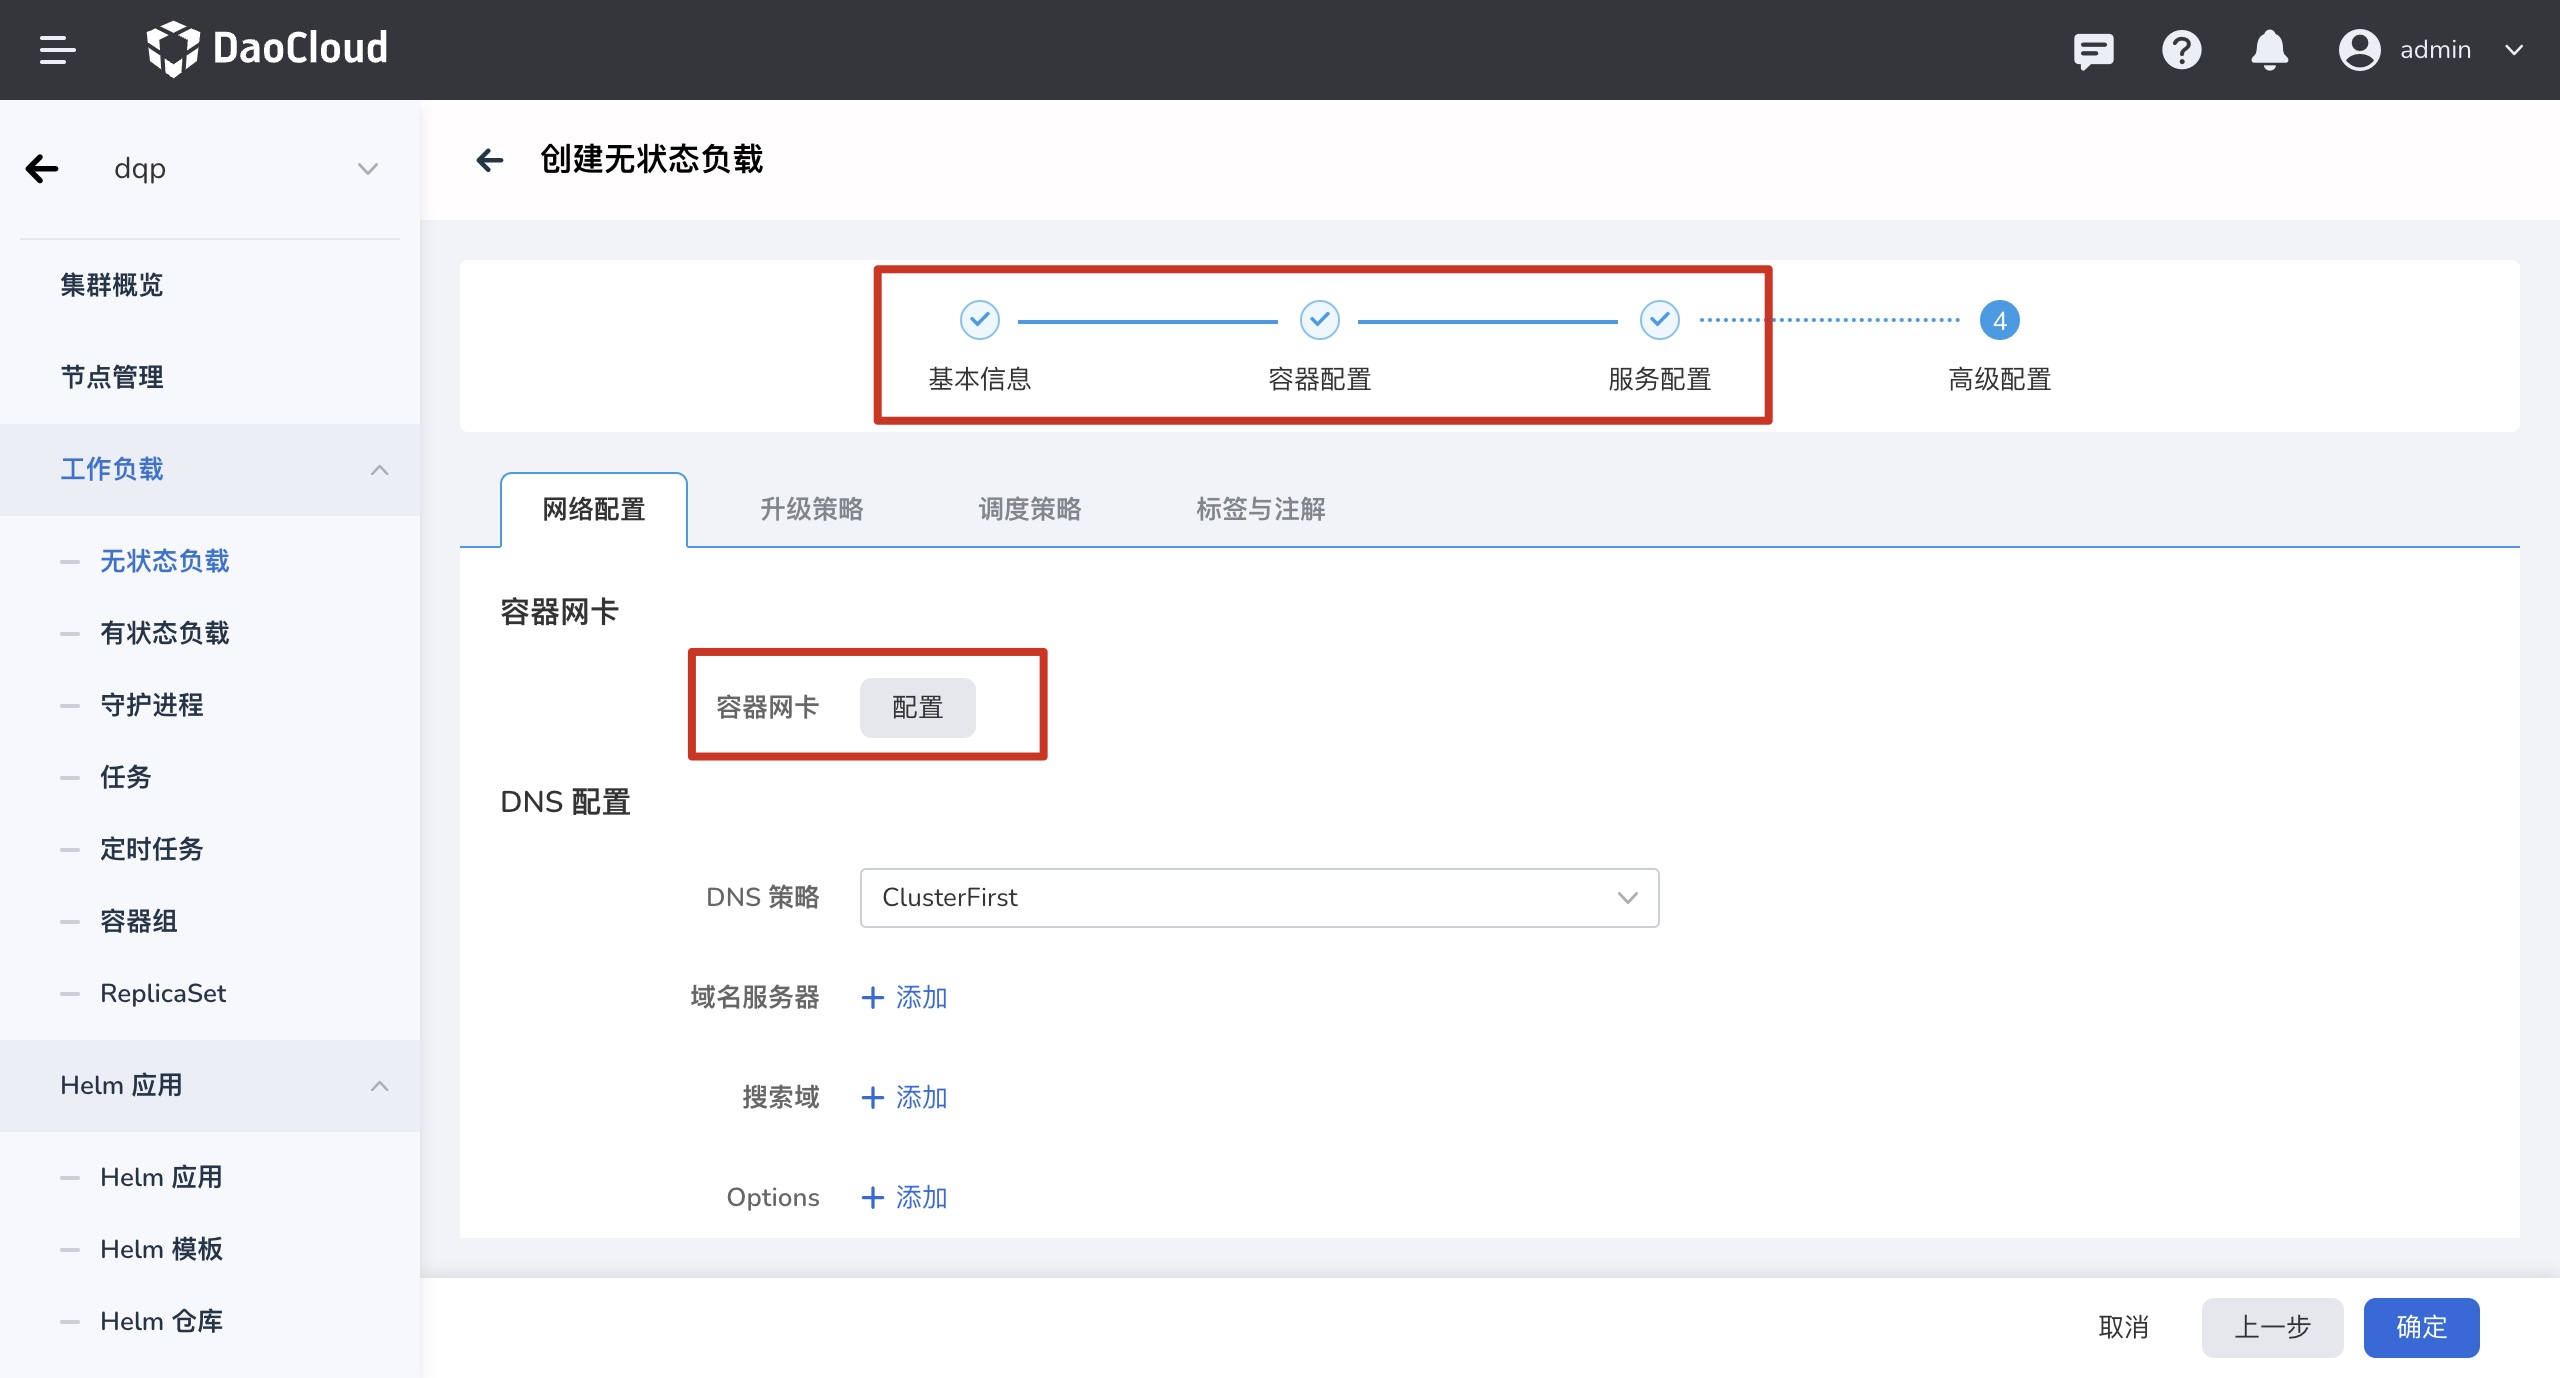 DaoCloud
admin
dqp
集群概览
节点管理
工作负载
无状态负载
有状态负载
守护进程
任务
定时任务
容器组
ReplicaSet
Helm 应用
Helm 应用
Helm 模板
Helm 仓库
创建无状态负载
4
基本信息 容器配置 服务配置 高级配置
网络配置 升级策略 调度策略 标签与注解
容器网卡
容器网卡 配置
DNS 配置
DNS 策略 ClusterFirst
域名服务器 + 添加
搜索域 + 添加
Options + 添加
取消 上一步 确定